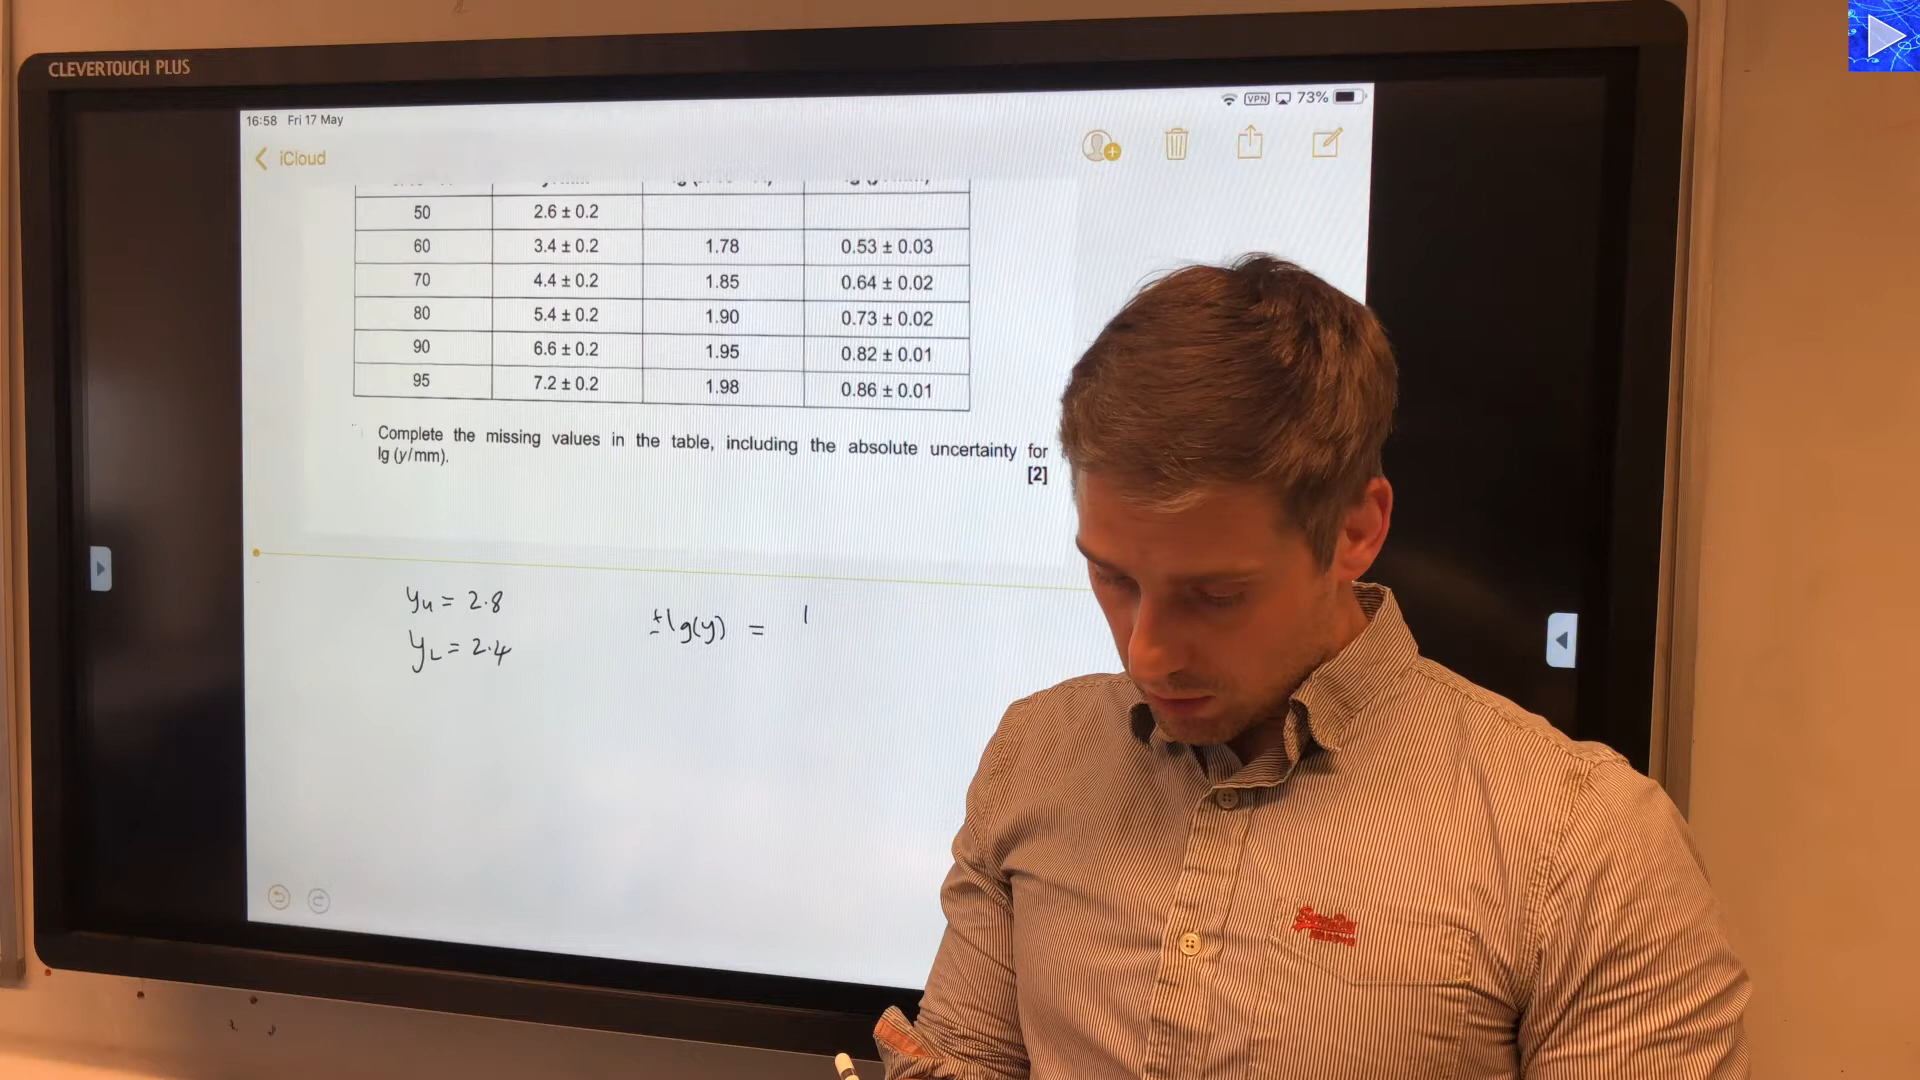 CLEVERTOUCH PLUS
16:58 Fri 17 May
VPN 73%
iCloud
50 2.6 ± 0.2
60 3.4 ± 0.2 1.78 0.53 ± 0.03
70 4.4 ± 0.2 1.85 0.64 ± 0.02
80 5.4 ± 0.2 1.90 0.73 ± 0.02
90 6.6 ± 0.2 1.95 0.82 ± 0.01
95 7.2 ± 0.2 1.98 0.86 ± 0.01
Complete the missing values in the table, including the absolute uncertainty for
lg (y/mm).
[2]
yu = 2.8
yL = 2.4
± lg(y) = l